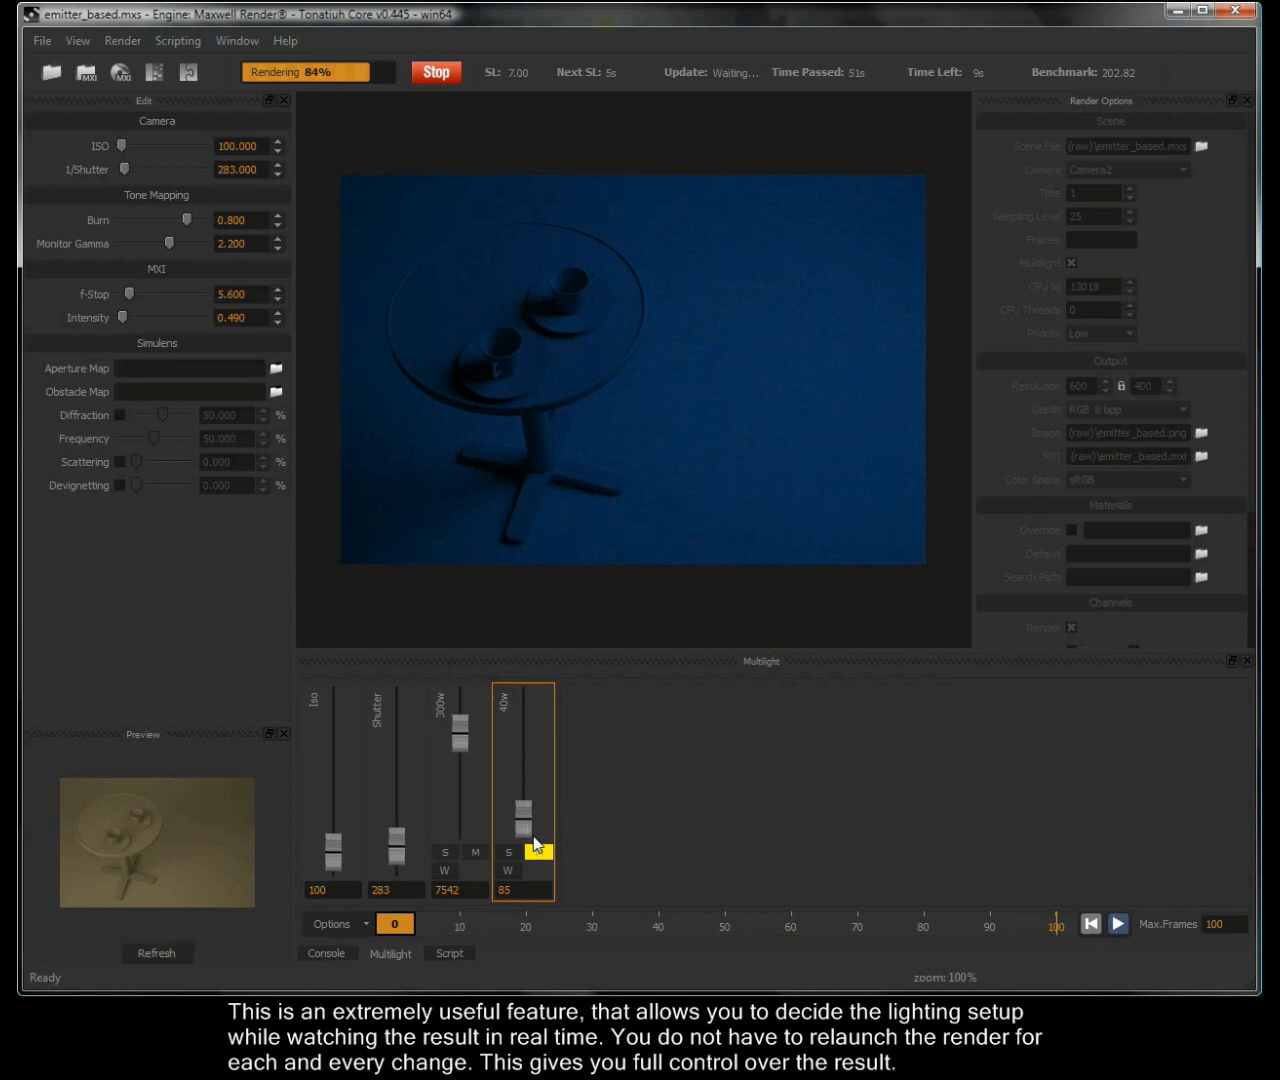 emitter_based.mxs - Engine: Maxwell Render® - Tonatiuh Core v0.445 - win64
File View Render Scripting Window Help
MXI MXI Rendering 84% Stop SL: 7.00 Next SL: 5s Update: Waiting... Time Passed: 51s Time Left: 9s Benchmark: 202.82
Edit
Camera
ISO 100.000
1/Shutter 283.000
Tone Mapping
Burn 0.800
Monitor Gamma 2.200
MXI
f-Stop 5.600
Intensity 0.490
Simulens
Aperture Map
Obstacle Map
Diffraction 50.000 %
Frequency 50.000 %
Scattering 0.000 %
Devignetting 0.000 %
Preview
Refresh
Render Options
Scene
Scene File (raw)\emitter_based.mxs
Camera Camera2
Time 1
Sampling Level 25
Frames
Multilight
CPU Id 13018
CPU Threads 0
Priority Low
Output
Resolution 600 400
Depth RGB 8 bpp
Image (raw)\emitter_based.png
MXI (raw)\emitter_based.mxi
Color Space sRGB
Materials
Override
Default
Search Path
Channels
Render
Multilight
Iso Shutter 300w 40w
S M S
W W
100 283 7542 85
Options 0 10 20 30 40 50 60 70 80 90 100 Max.Frames 100
Console Multilight Script
Ready zoom: 100%
This is an extremely useful feature, that allows you to decide the lighting setup
while watching the result in real time. You do not have to relaunch the render for
each and every change. This gives you full control over the result.